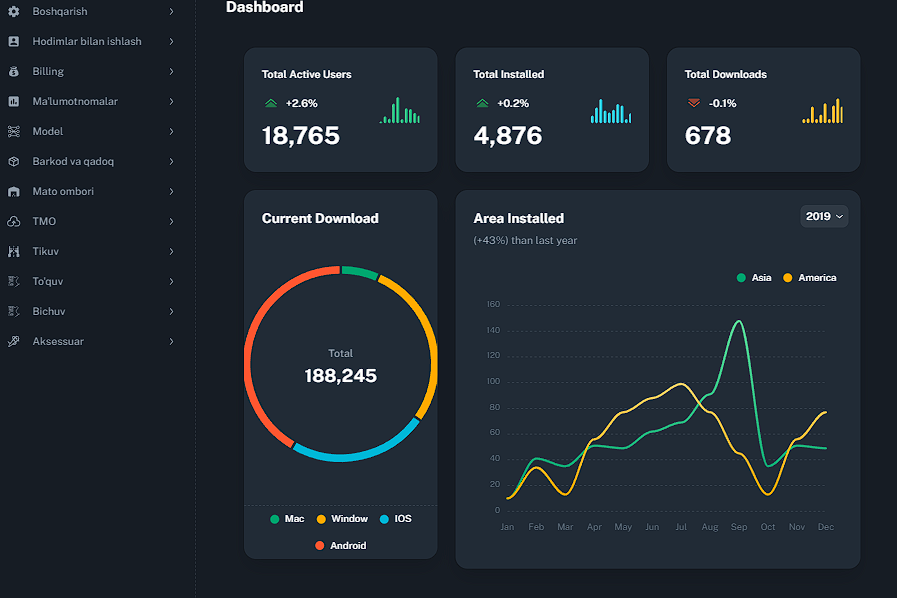 Dashboard
Boshqarish
Hodimlar bilan ishlash
Billing
Ma'lumotnomalar
Model
Barkod va qadoq
Mato ombori
TMO
Tikuv
To'quv
Bichuv
Aksessuar
Total Active Users
+2.6%
18,765
Total Installed
+0.2%
4,876
Total Downloads
-0.1%
678
Current Download
Total
188,245
Mac Window IOS
Android
Area Installed
2019
(+43%) than last year
Asia America
160
140
120
100
80
60
40
20
0
Jan Feb Mar Apr May Jun Jul Aug Sep Oct Nov Dec